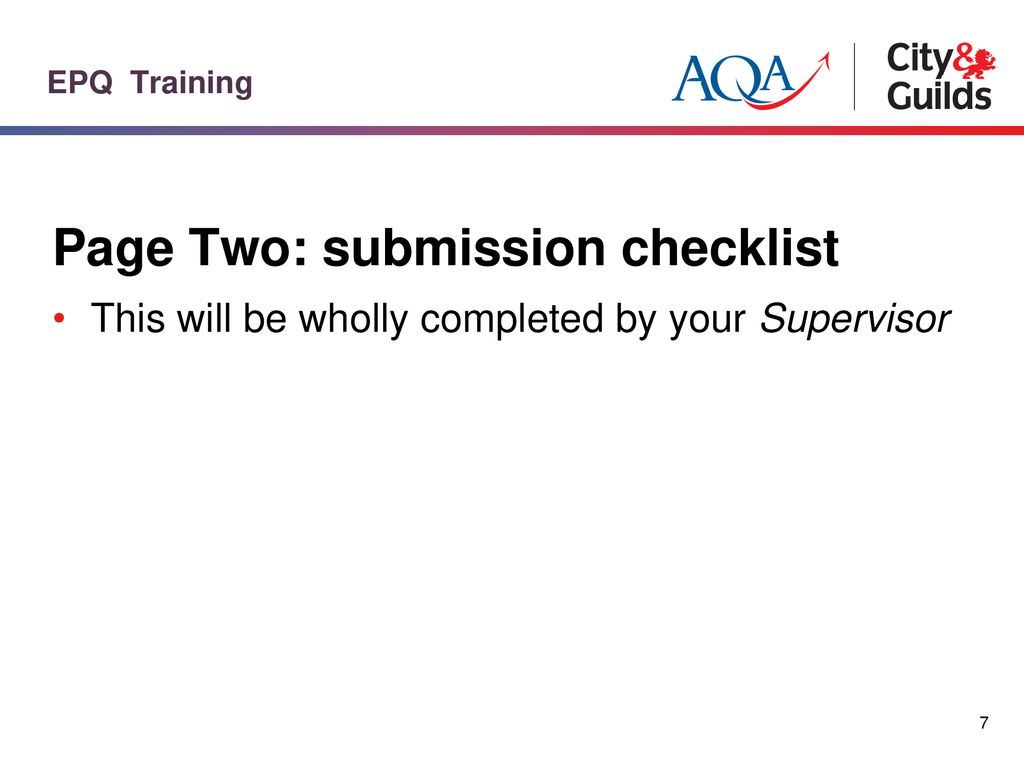 EPQ Training
AQA
City&
Guilds
Page Two: submission checklist
• This will be wholly completed by your Supervisor
7